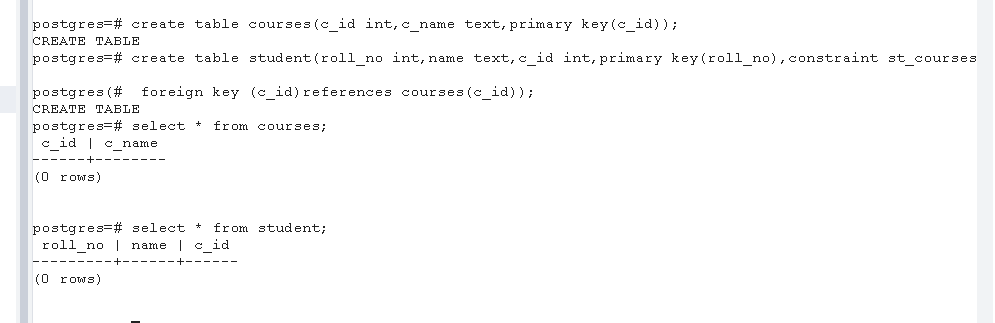 postgres=# create table courses(c_id int,c_name text,primary key(c_id));
CREATE TABLE
postgres=# create table student(roll_no int,name text,c_id int,primary key(roll_no),constraint st_courses
postgres(#  foreign key (c_id)references courses(c_id));
CREATE TABLE
postgres=# select * from courses;
 c_id | c_name
------+--------
(0 rows)
postgres=# select * from student;
 roll_no | name | c_id
---------+------+------
(0 rows)